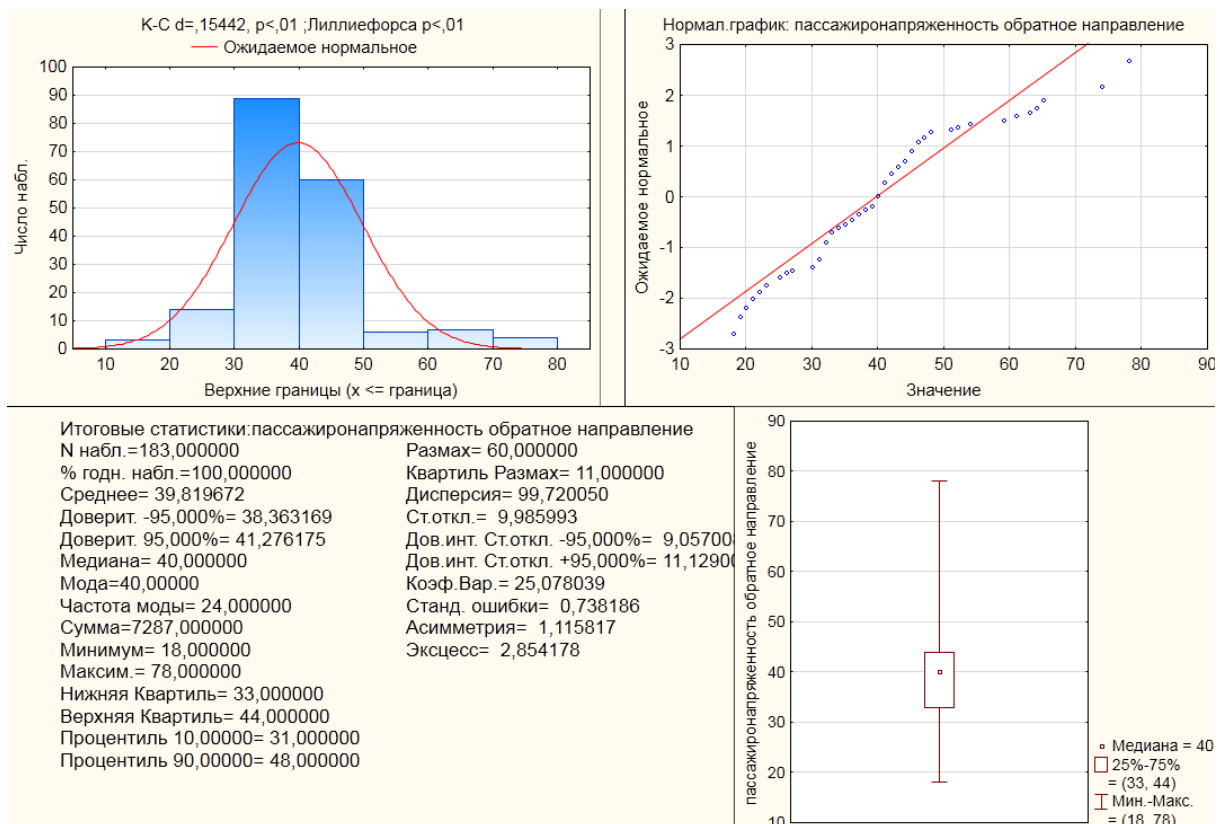 К-С d=,15442, p<,01 ;Лиллиефорса p<,01
Ожидаемое нормальное
100
90
80
70
60
50
40
30
20
10
0
Число набл.
10 20 30 40 50 60 70 80
Верхние границы (x <= граница)
Нормал.график: пассажиронапряженность обратное направление
3
2
1
0
-1
-2
-3
Ожидаемое нормальное
10 20 30 40 50 60 70 80 90
Значение
Итоговые статистики:пассажиронапряженность обратное направление
N набл.=183,000000
% годн. набл.=100,000000
Среднее= 39,819672
Доверит. -95,000%= 38,363169
Доверит. 95,000%= 41,276175
Медиана= 40,000000
Мода=40,00000
Частота моды= 24,000000
Сумма=7287,000000
Минимум= 18,000000
Максим.= 78,000000
Нижняя Квартиль= 33,000000
Верхняя Квартиль= 44,000000
Процентиль 10,00000= 31,000000
Процентиль 90,00000= 48,000000
Размах= 60,000000
Квартиль Размах= 11,000000
Дисперсия= 99,720050
Ст.откл.= 9,985993
Дов.инт. Ст.откл. -95,000%= 9,057008
Дов.инт. Ст.откл. +95,000%= 11,12900
Коэф.Вар.= 25,078039
Станд. ошибки= 0,738186
Асимметрия= 1,115817
Эксцесс= 2,854178
90
80
70
60
50
40
30
20
10
пассажиронапряженность обратное направление
Медиана = 40
25%-75%
= (33, 44)
Мин.-Макс.
= (18, 78)